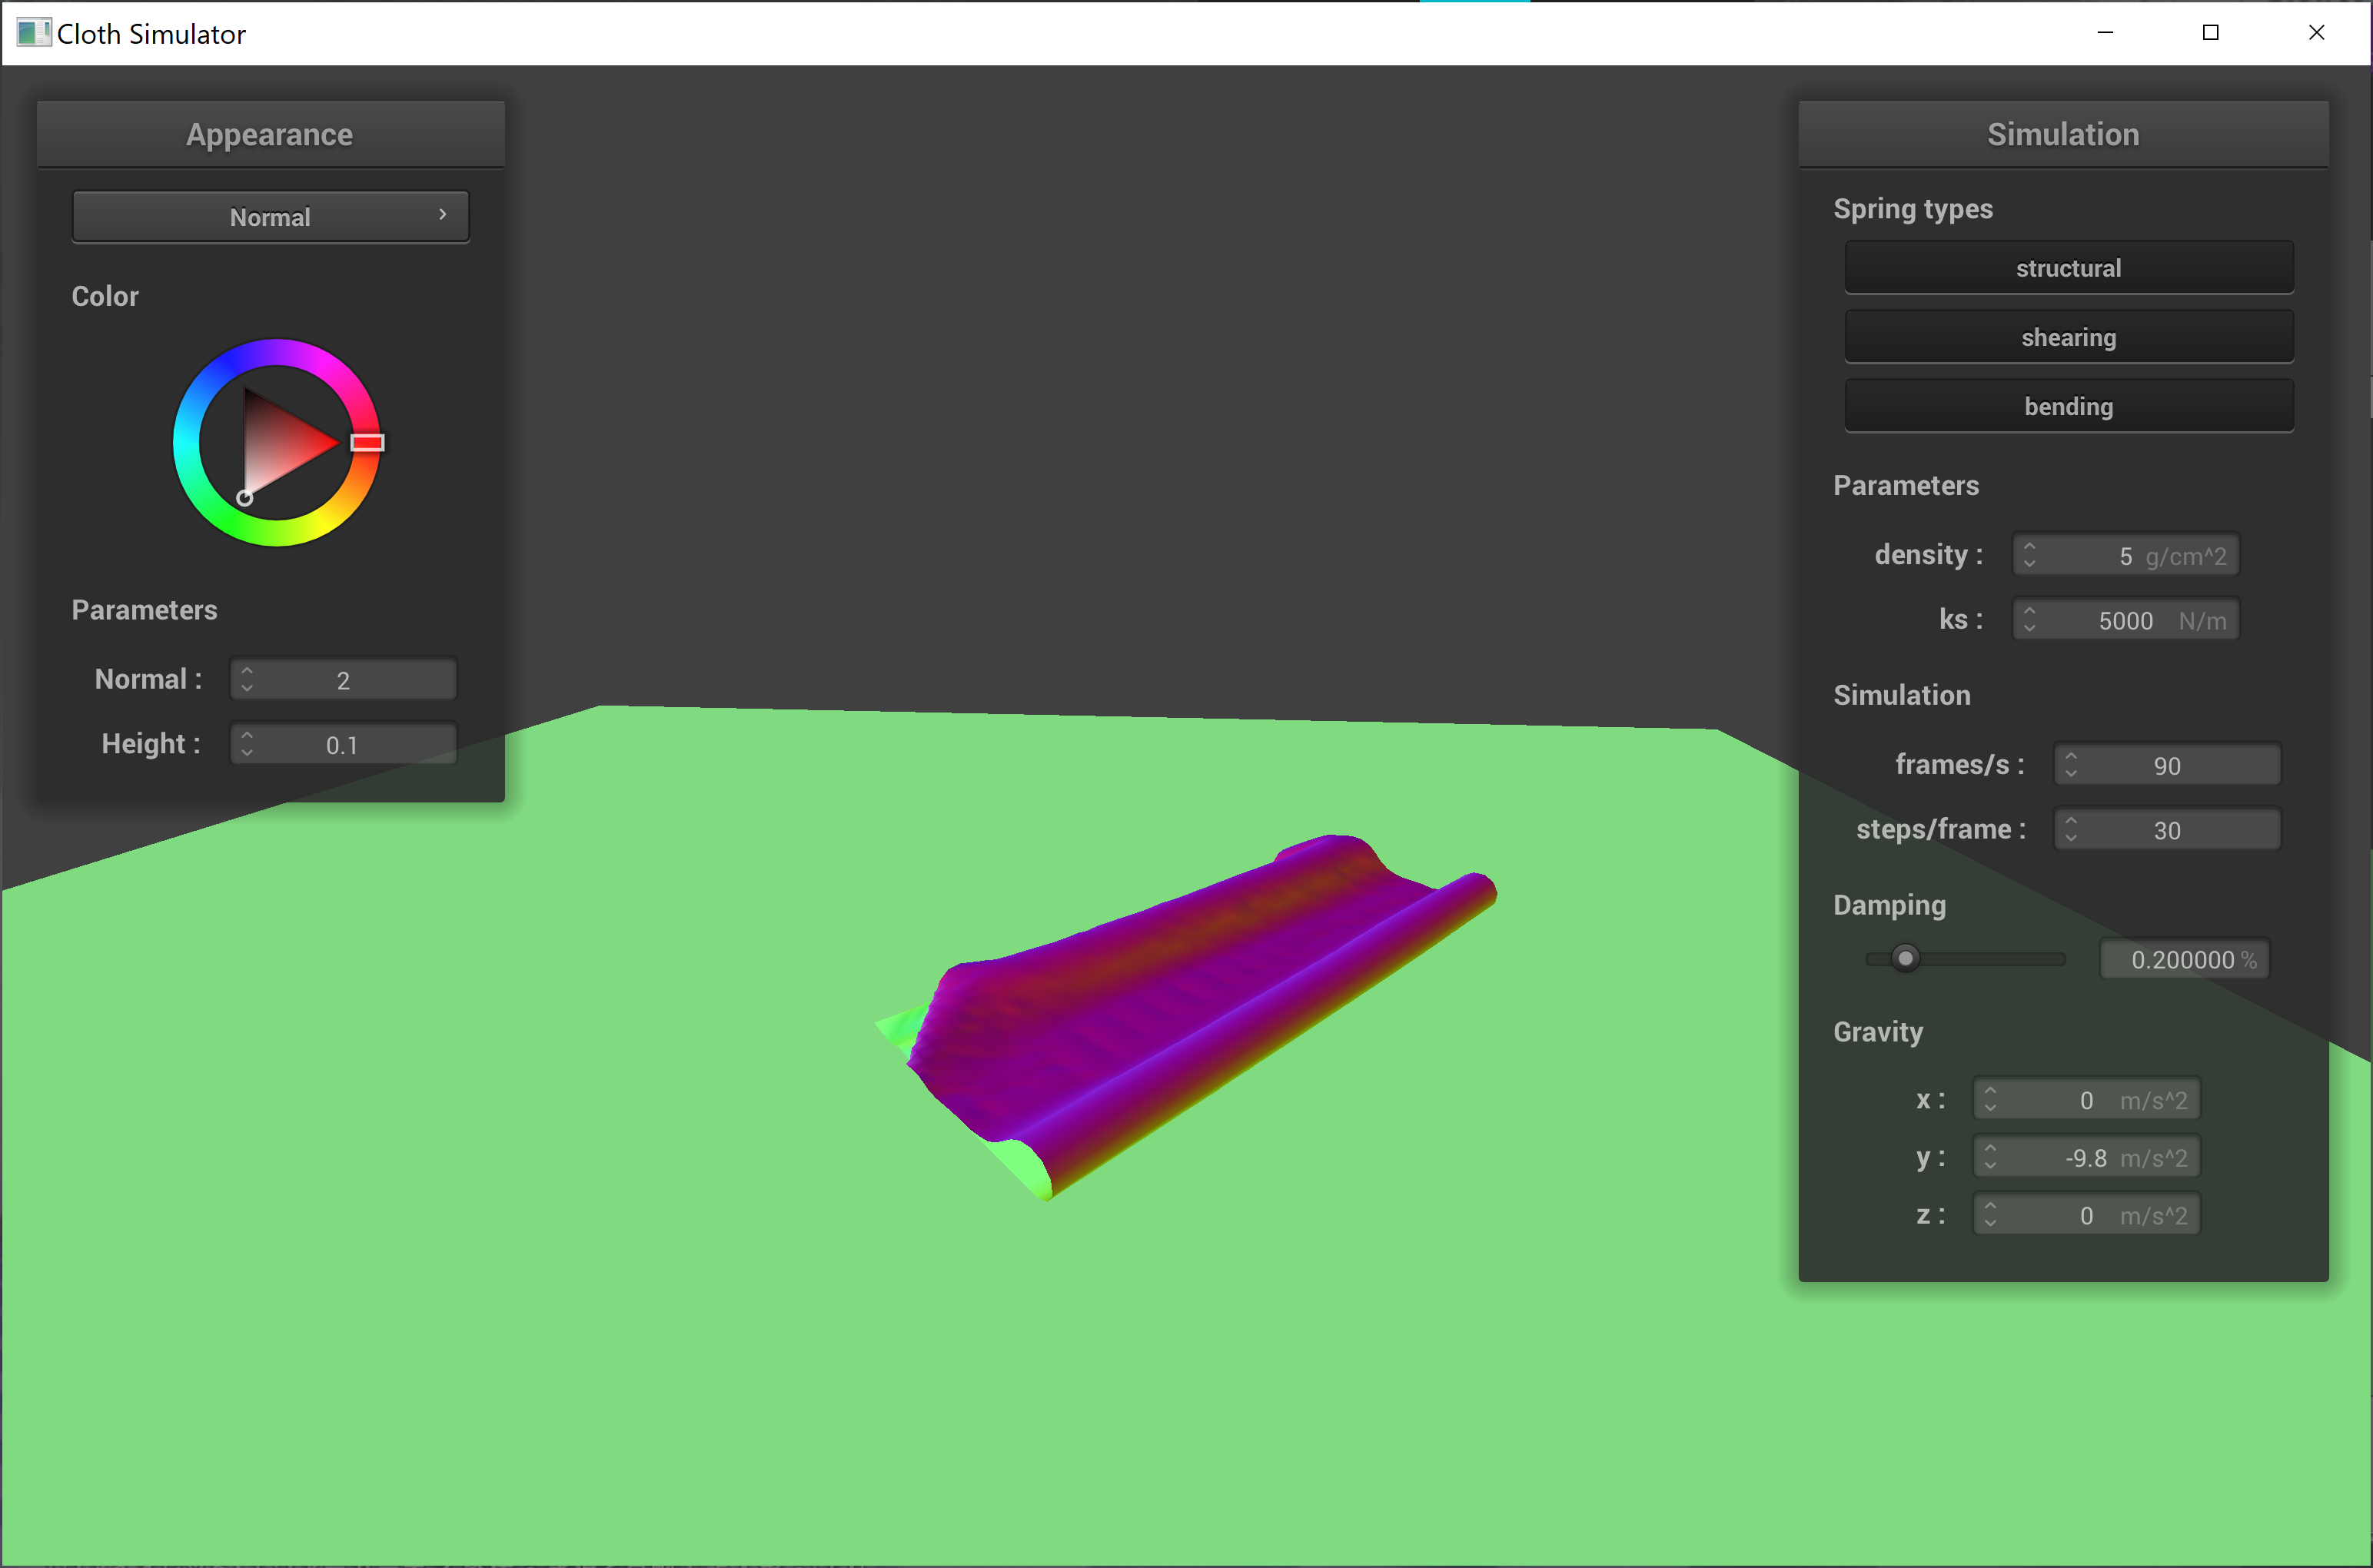 Cloth Simulator
Appearance
Normal
Color
Parameters
Normal :
2
Height :
0.1
Simulation
Spring types
structural
shearing
bending
Parameters
density :
5 g/cm^2
ks :
5000 N/m
Simulation
frames/s :
90
steps/frame :
30
Damping
0.200000 %
Gravity
x :
0 m/s^2
y :
-9.8 m/s^2
z :
0 m/s^2